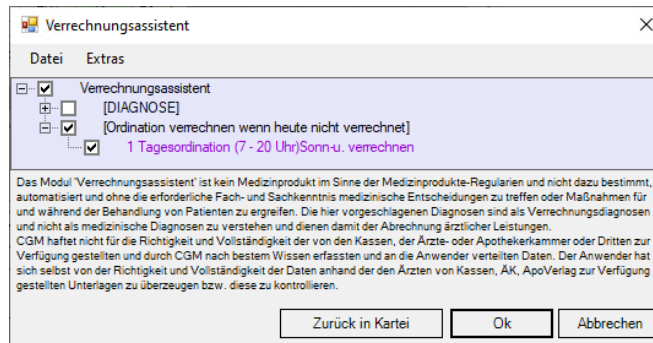 Verrechnungsassistent
Datei Extras
Verrechnungsassistent
[DIAGNOSE]
[Ordination verrechnen wenn heute nicht verrechnet]
1 Tagesordination (7 - 20 Uhr)Sonn-u. verrechnen
Das Modul 'Verrechnungsassistent' ist kein Medizinprodukt im Sinne der Medizinprodukte-Regularien und nicht dazu bestimmt,
automatisiert und ohne die erforderliche Fach- und Sachkenntnis medizinische Entscheidungen zu treffen oder Maßnahmen für
und während der Behandlung von Patienten zu ergreifen. Die hier vorgeschlagenen Diagnosen sind als Verrechnungsdiagnosen
und nicht als medizinische Diagnosen zu verstehen und dienen damit der Abrechnung ärztlicher Leistungen.
CGM haftet nicht für die Richtigkeit und Vollständigkeit der von den Kassen, der Ärzte- oder Apothekerkammer oder Dritten zur
Verfügung gestellten und durch CGM nach bestem Wissen erfassten und an die Anwender verteilten Daten. Der Anwender hat
sich selbst von der Richtigkeit und Vollständigkeit der Daten anhand der den Ärzten von Kassen, ÄK, ApoVerlag zur Verfügung
gestellten Unterlagen zu überzeugen bzw. diese zu kontrollieren.
Zurück in Kartei Ok Abbrechen